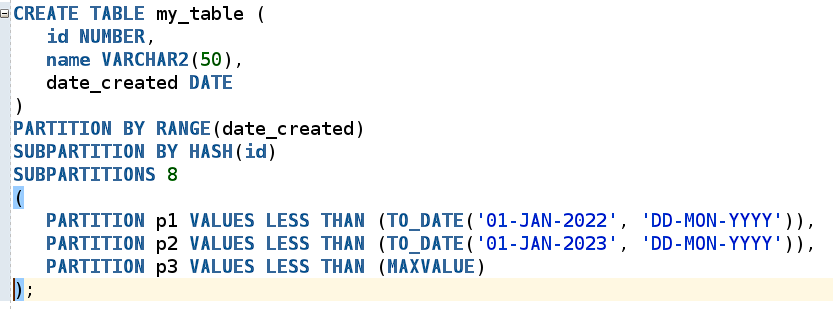 CREATE TABLE my_table (
   id NUMBER,
   name VARCHAR2(50),
   date_created DATE
)
PARTITION BY RANGE(date_created)
SUBPARTITION BY HASH(id)
SUBPARTITIONS 8
(
   PARTITION p1 VALUES LESS THAN (TO_DATE('01-JAN-2022', 'DD-MON-YYYY')),
   PARTITION p2 VALUES LESS THAN (TO_DATE('01-JAN-2023', 'DD-MON-YYYY')),
   PARTITION p3 VALUES LESS THAN (MAXVALUE)
);